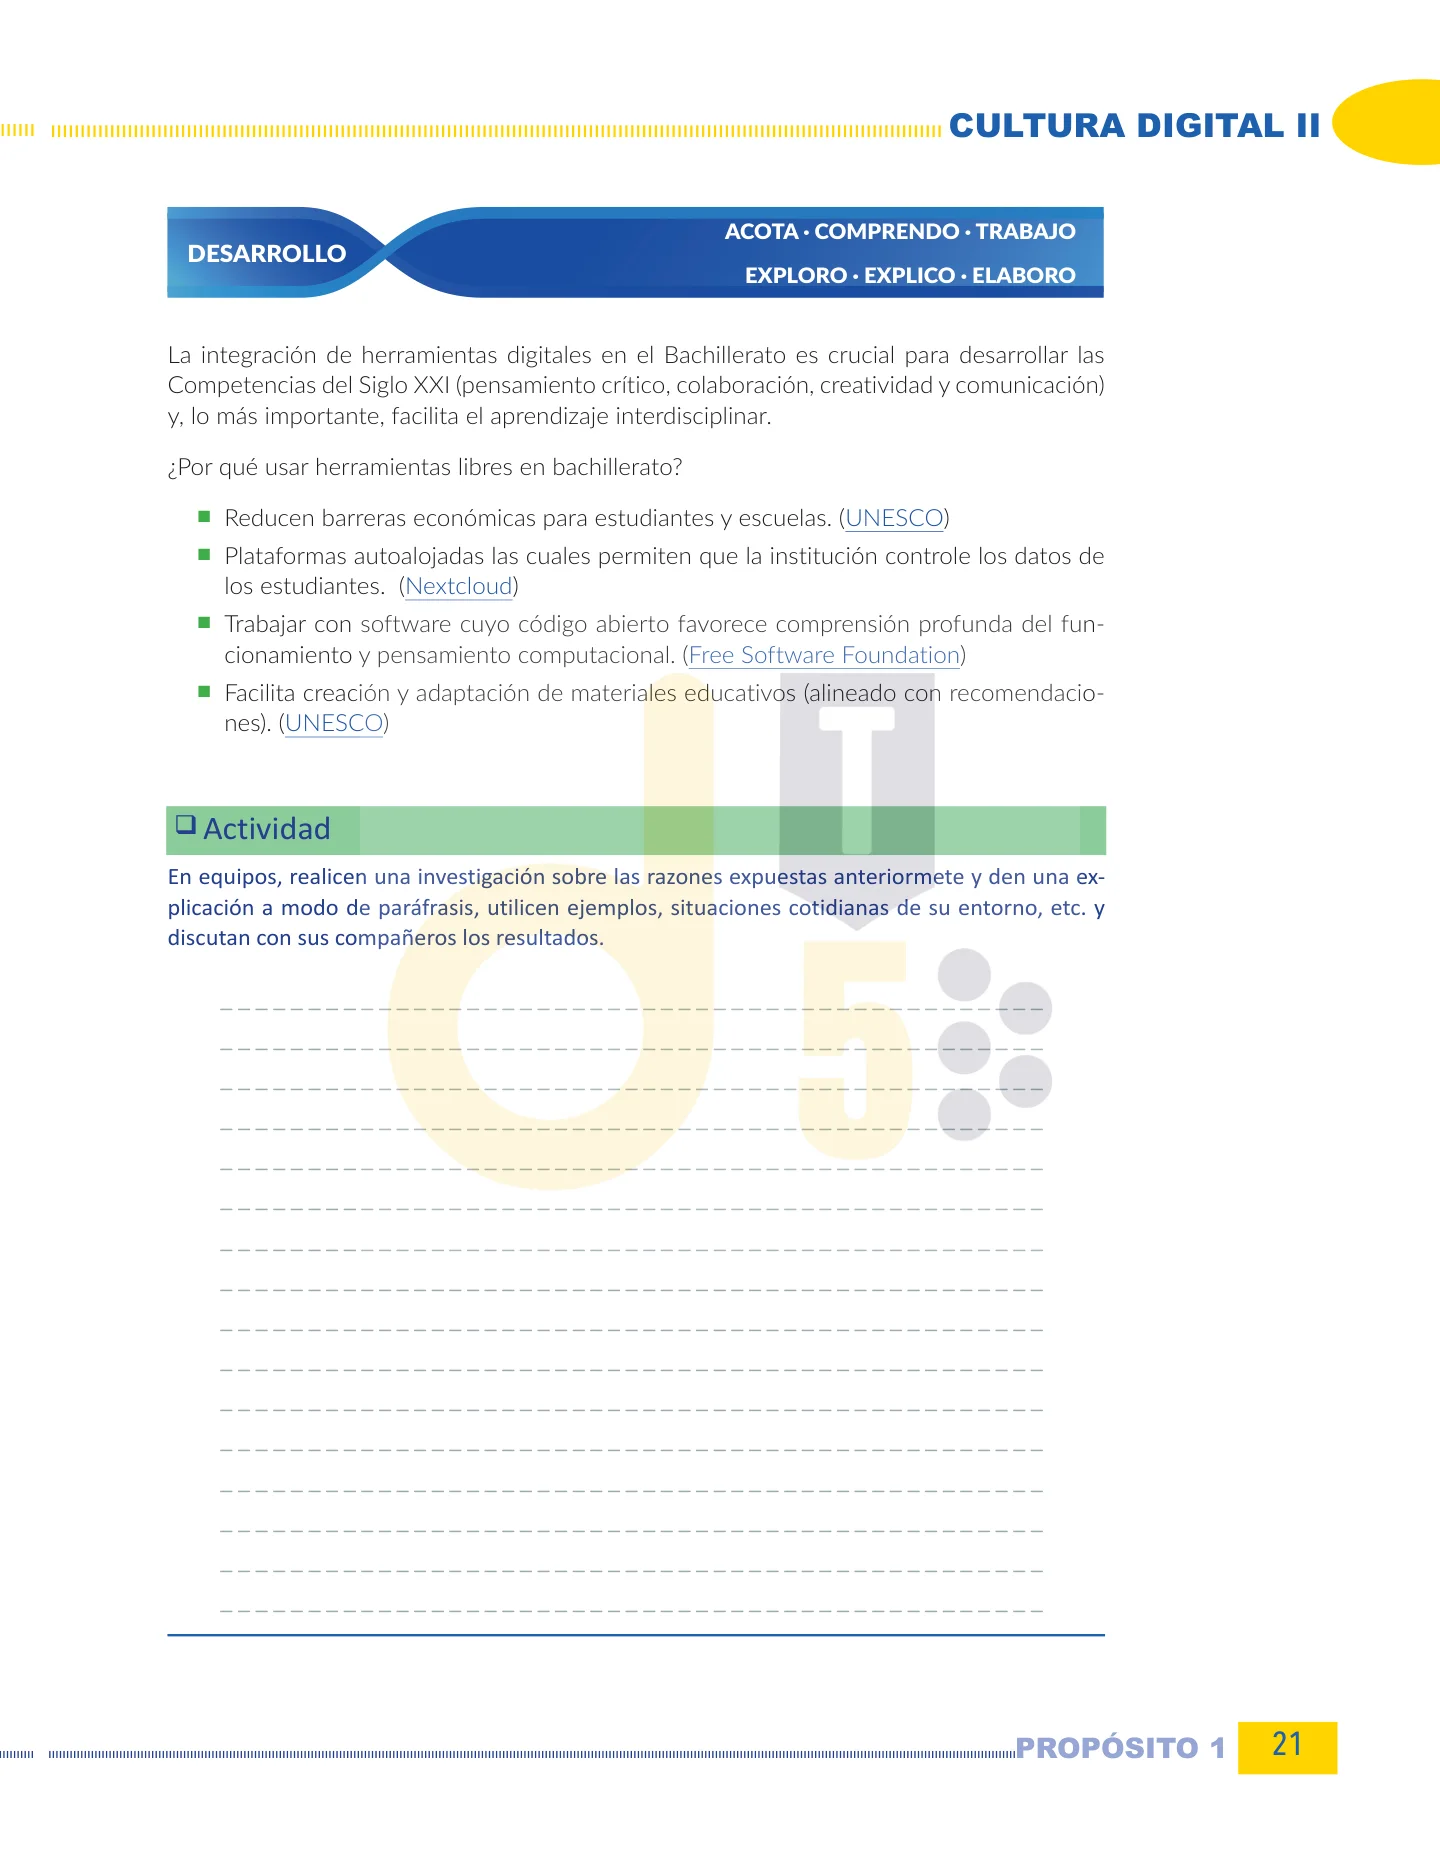 CULTURA DIGITAL II
DESARROLLO
ACOTA · COMPRENDO · TRABAJO
EXPLORO · EXPLICO · ELABORO
La integración de herramientas digitales en el Bachillerato es crucial para desarrollar las
Competencias del Siglo XXI (pensamiento crítico, colaboración, creatividad y comunicación)
y, lo más importante, facilita el aprendizaje interdisciplinar.
¿Por qué usar herramientas libres en bachillerato?
■ Reducen barreras económicas para estudiantes y escuelas. (UNESCO)
■ Plataformas autoalojadas las cuales permiten que la institución controle los datos de
los estudiantes. (Nextcloud)
■ Trabajar con software cuyo código abierto favorece comprensión profunda del fun-
cionamiento y pensamiento computacional. (Free Software Foundation)
■ Facilita creación y adaptación de materiales educativos (alineado con recomendacio-
nes). (UNESCO)
❑ Actividad
En equipos, realicen una investigación sobre las razones expuestas anteriormete y den una ex-
plicación a modo de paráfrasis, utilicen ejemplos, situaciones cotidianas de su entorno, etc. y
discutan con sus compañeros los resultados.
d T 5
PROPÓSITO 1
21